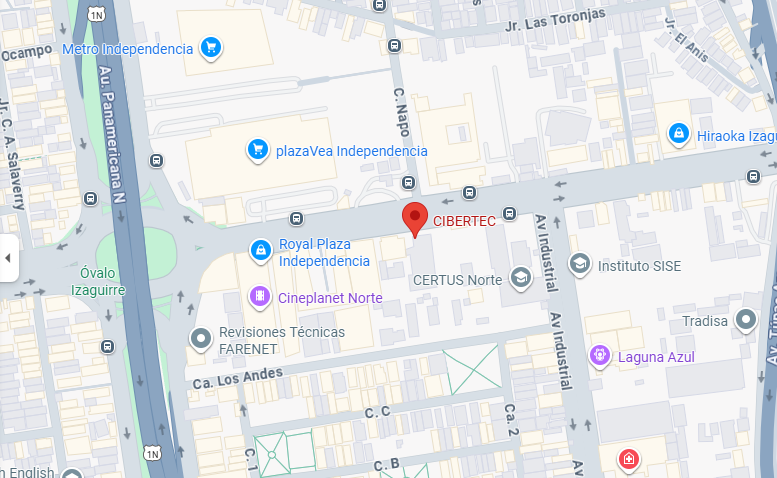 1N
Jr. Las Toronjas
Ocampo
Metro Independencia
Jr. El Anis
Au. Panamericana N
C. Napo
Jr. C. A. Salaverry
plazaVea Independencia
Hiraoka Izagu
CIBERTEC
Av Industrial
Royal Plaza
Independencia
Óvalo
Izaguirre
CERTUS Norte
Instituto SISE
Cineplanet Norte
Revisiones Técnicas
FARENET
Tradisa
Av Industrial
Laguna Azul
Ca. Los Andes
C. C
Ca. 2
1N
C. 1
C. B
Av
h English